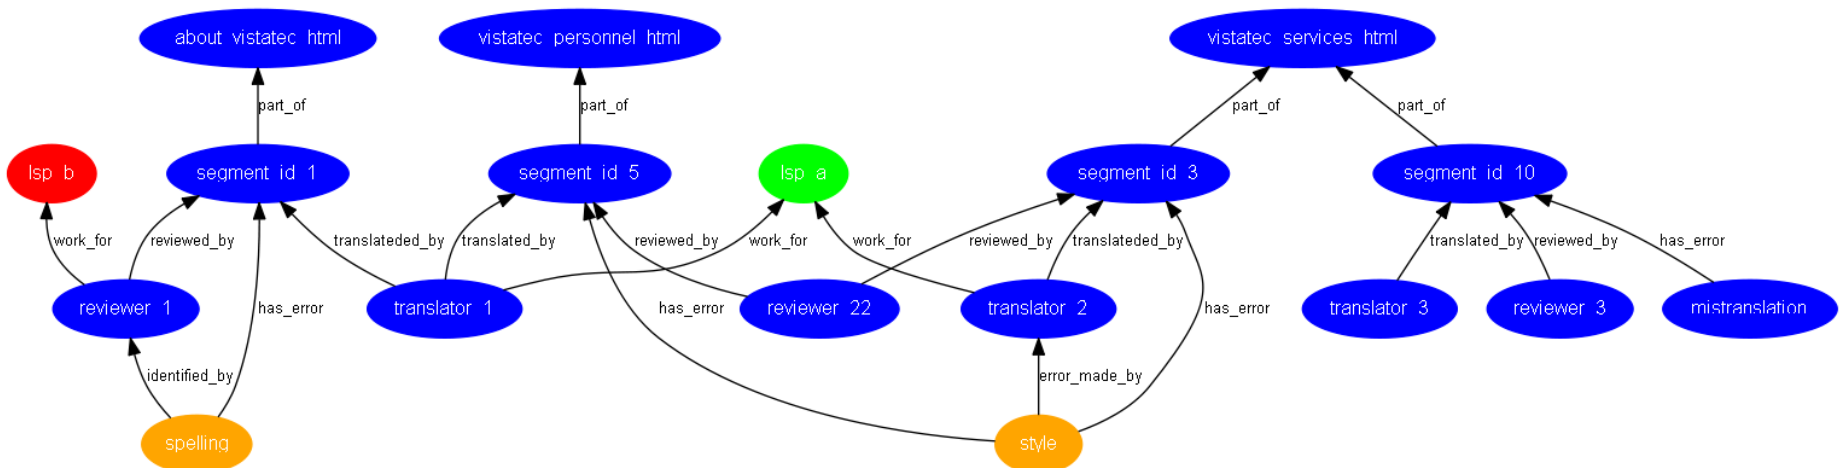 about vistatec html
vistatec personnel html
vistatec services html
part_of
part_of
part_of
part_of
lsp b
segment id 1
segment id 5
lsp a
segment id 3
segment id 10
work_for
reviewed_by
translateded_by
translated_by
reviewed_by
work_for
work_for
reviewed_by
translateded_by
translated_by
reviewed_by
has_error
reviewer 1
has_error
translator 1
has_error
reviewer 22
translator 2
has_error
translator 3
reviewer 3
mistranslation
identified_by
error_made_by
spelling
style